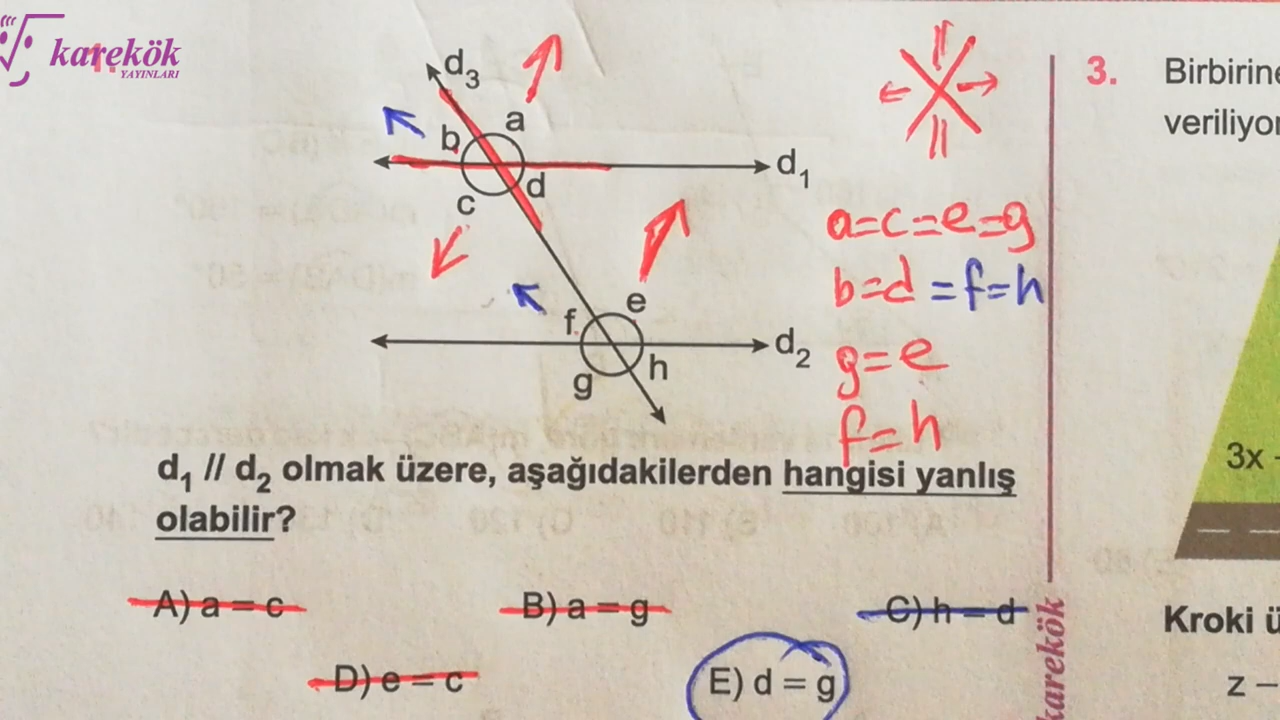 karekök
YAYINLARI
1.
d3
a
b
d1
d
c
e
f
d2
h
g
a=c=e=g
b=d=f=h
g=e
f=h
d1 // d2 olmak üzere, aşağıdakilerden hangisi yanlış
olabilir?
A) a = c
B) a = g
C) h = d
D) e = c
E) d = g
karekök
3.
Birbirine
veriliyor
3x -
Kroki ü
z –